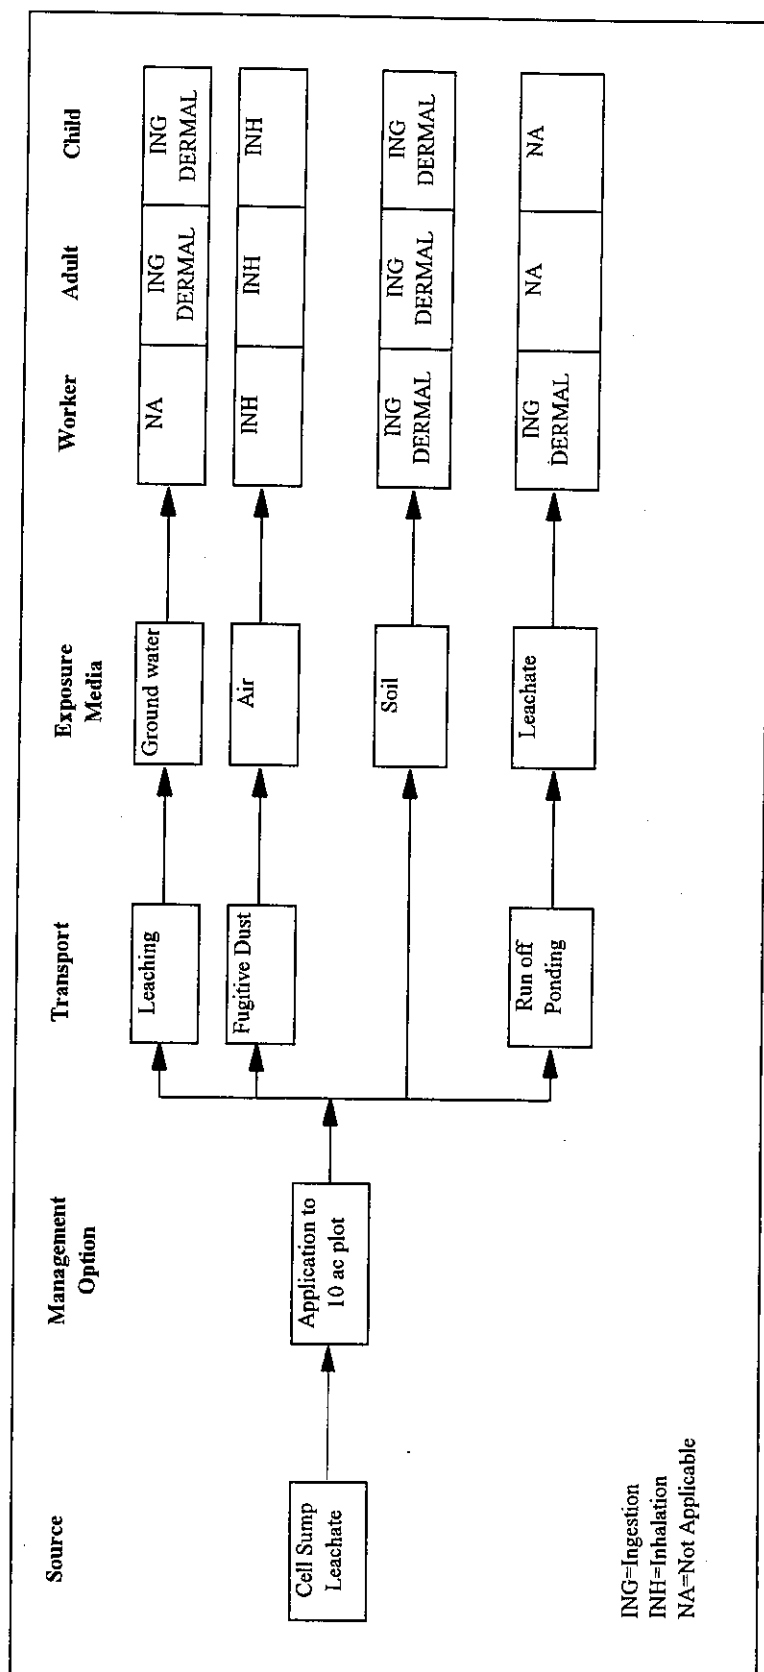 Source
Management
Option
Transport
Exposure
Media
Worker
Adult
Child
Cell Sump
Leachate
Application to
10 ac plot
Leaching
Ground water
NA
ING
DERMAL
ING
DERMAL
Fugitive Dust
Air
INH
INH
INH
Soil
ING
DERMAL
ING
DERMAL
ING
DERMAL
Run off
Ponding
Leachate
ING
DERMAL
NA
NA
ING=Ingestion
INH=Inhalation
NA=Not Applicable